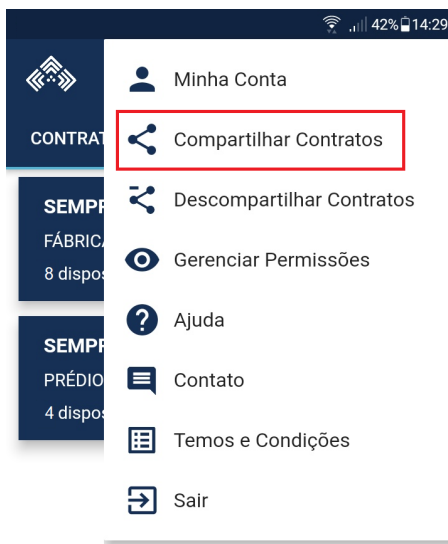 42% 14:29
Minha Conta
CONTRAT
Compartilhar Contratos
SEMPR
Descompartilhar Contratos
FÁBRICA
8 dispos
Gerenciar Permissões
Ajuda
SEMPR
PRÉDIO
Contato
4 dispos
Temos e Condições
Sair